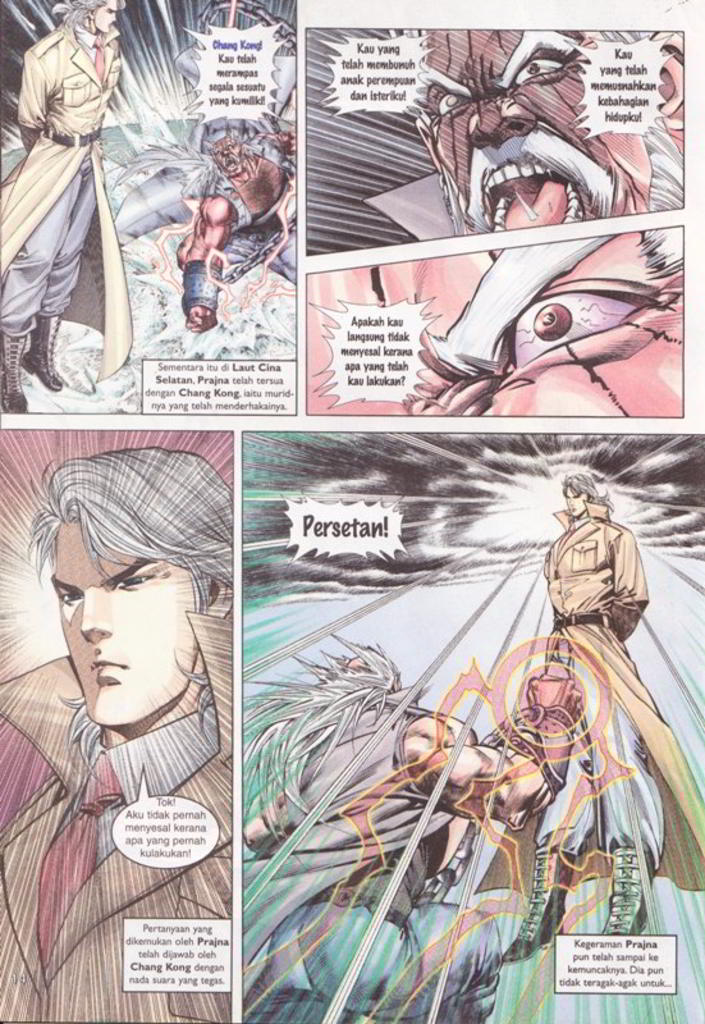 Chang Kong!
Kau telah
merampas
segala sesuatu
yang kumiliki!
Sementara itu di Laut Cina
Selatan, Prajna telah tersua
dengan Chang Kong, iaitu murid-
nya yang telah menderhakainya.
Kau yang
telah membunuh
anak perempuan
dan isteriku!
Kau
yang telah
memusnahkan
kebahagian
hidupku!
Apakah kau
langsung tidak
menyesal kerana
apa yang telah
kau lakukan?
Tok!
Aku tidak pernah
menyesal kerana
apa yang pernah
kulakukan!
Pertanyaan yang
dikemukan oleh Prajna
telah dijawab oleh
Chang Kong dengan
nada suara yang tegas.
14
Persetan!
Kegeraman Prajna
pun telah sampai ke
kemuncaknya. Dia pun
tidak teragak-agak untuk...